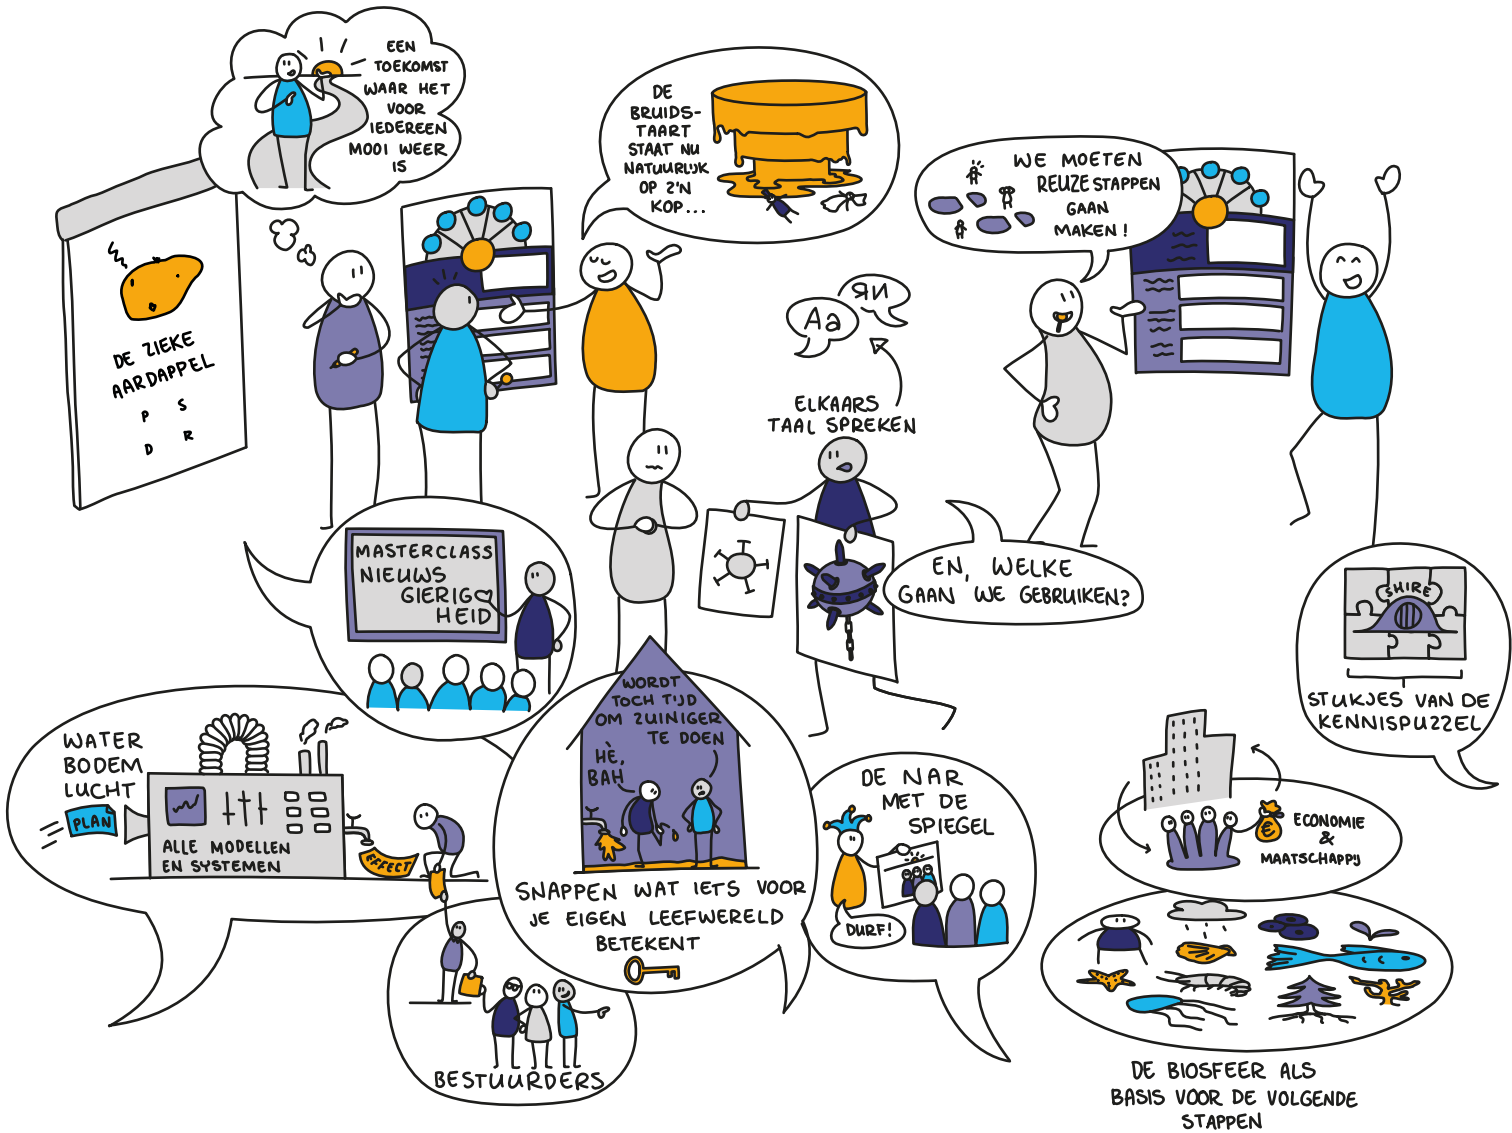 EEN
TOEKOMST
WAAR HET
VOOR
IEDEREEN
MOOI WEER
IS
DE
BRUIDS-
TAART
STAAT NU
NATUURLIJK
OP Z'N
KOP...
WE MOETEN
REUZE STAPPEN
GAAN
MAKEN!
DE ZIEKE
AARDAPPEL
P S
D R
Aa
ЯN
ELKAARS
TAAL SPREKEN
EN, WELKE
GAAN WE GEBRUIKEN?
MASTERCLASS
NIEUWS
GIERIG
HEID
SHIRE
STUKJES VAN DE
KENNISPUZZEL
WATER
BODEM
LUCHT
PLAN
ALLE MODELLEN
EN SYSTEMEN
EFFECT
BESTUURDERS
WORDT
TOCH TIJD
OM ZUINIGER
TE DOEN
HÈ,
BAH
SNAPPEN WAT IETS VOOR
JE EIGEN LEEFWERELD
BETEKENT
DE NAR
MET DE
SPIEGEL
DURF!
€
ECONOMIE
&
MAATSCHAPPIJ
DE BIOSFEER ALS
BASIS VOOR DE VOLGENDE
STAPPEN